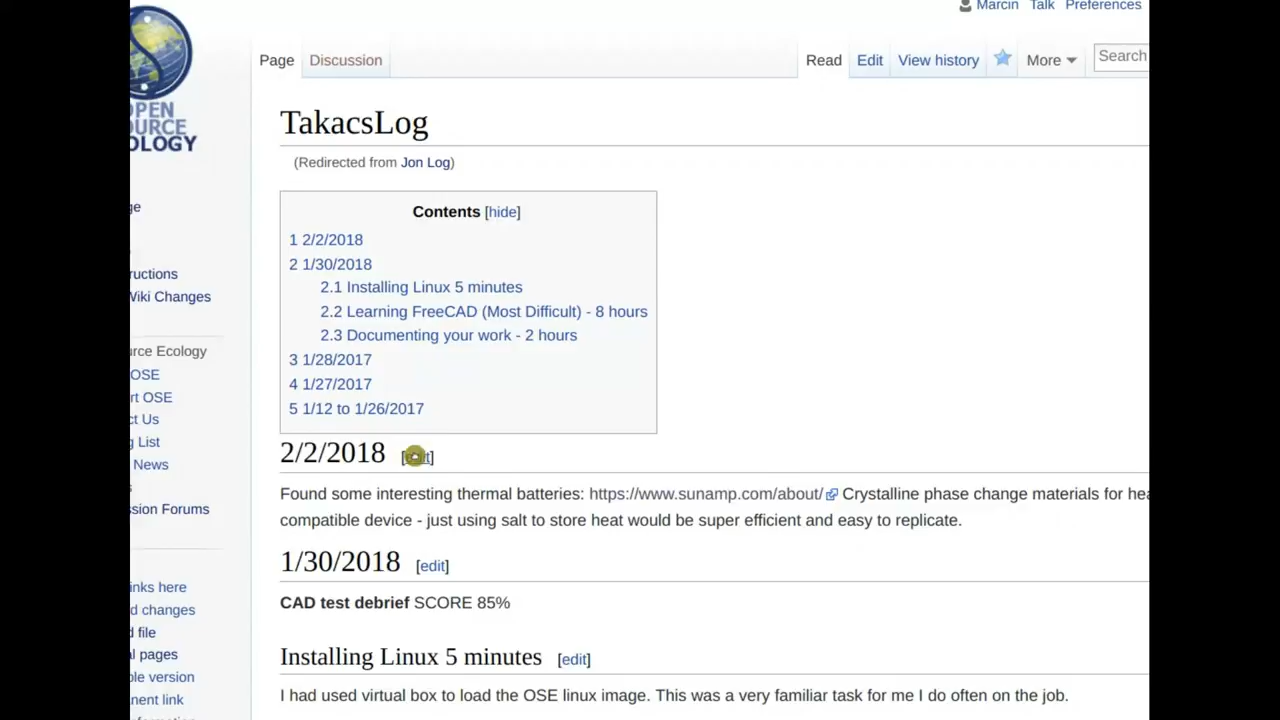 Marcin Talk Preferences
Page Discussion Read Edit View history More Search
OPEN
OURCE
OLOGY
TakacsLog
(Redirected from Jon Log)
Contents [hide]
1 2/2/2018
2 1/30/2018
2.1 Installing Linux 5 minutes
2.2 Learning FreeCAD (Most Difficult) - 8 hours
2.3 Documenting your work - 2 hours
3 1/28/2017
4 1/27/2017
5 1/12 to 1/26/2017
ge
ructions
Wiki Changes
urce Ecology
OSE
rt OSE
ct Us
g List
News
s
ssion Forums
inks here
d changes
d file
al pages
ble version
nent link
2/2/2018
Found some interesting thermal batteries: https://www.sunamp.com/about/ Crystalline phase change materials for hea
compatible device - just using salt to store heat would be super efficient and easy to replicate.
1/30/2018 [edit]
CAD test debrief SCORE 85%
Installing Linux 5 minutes [edit]
I had used virtual box to load the OSE linux image. This was a very familiar task for me I do often on the job.